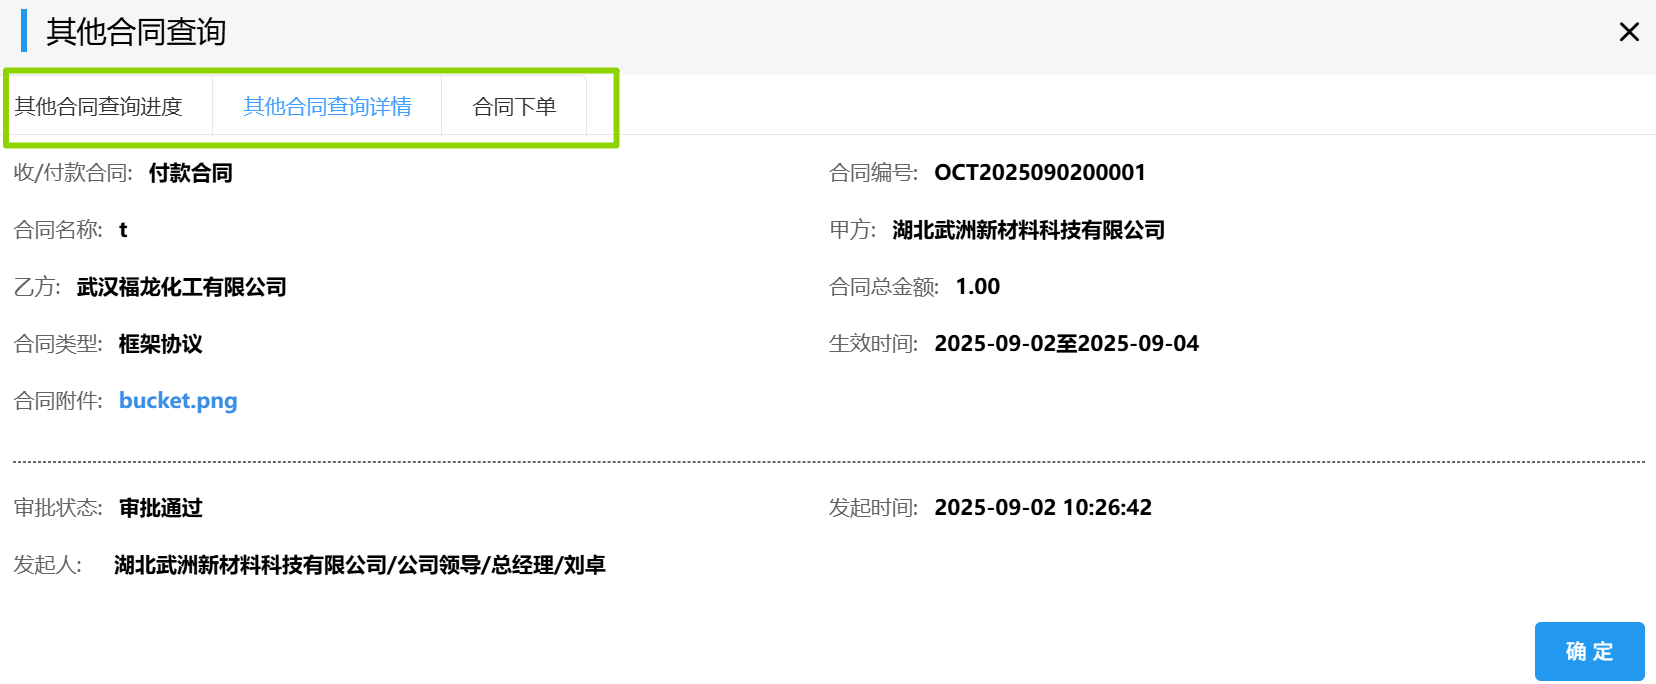 其他合同查询
其他合同查询进度 其他合同查询详情 合同下单
收/付款合同: 付款合同 合同编号: OCT2025090200001
合同名称: t 甲方: 湖北武洲新材料科技有限公司
乙方: 武汉福龙化工有限公司 合同总金额: 1.00
合同类型: 框架协议 生效时间: 2025-09-02至2025-09-04
合同附件: bucket.png
审批状态: 审批通过 发起时间: 2025-09-02 10:26:42
发起人: 湖北武洲新材料科技有限公司/公司领导/总经理/刘卓
确 定